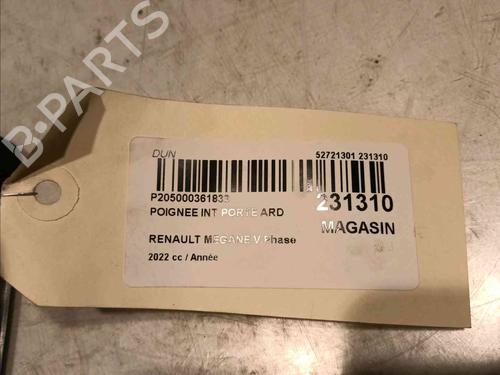 B-PARTS
DUN
52721301 231310
P205000361833
231310
POIGNEE INT PORTE ARD
MAGASIN
RENAULT MEGANE V Phase
2022 cc / Année